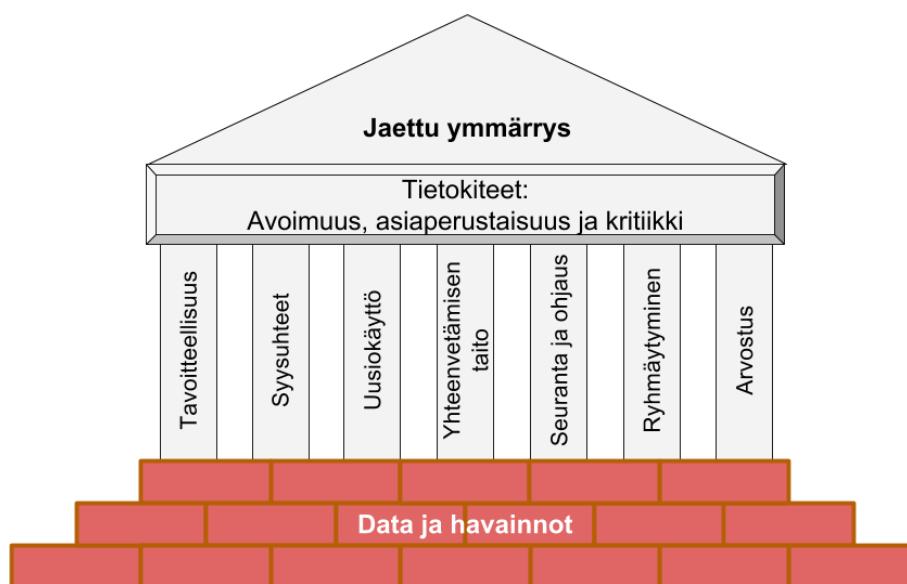 Jaettu ymmärrys
Tietokiteet:
Avoimuus, asiaperustaisuus ja kritiikki
Tavoitteellisuus
Syysuhteet
Uusiokäyttö
Yhteenvetämisen
taito
Seuranta ja ohjaus
Ryhmäytyminen
Arvostus
Data ja havainnot